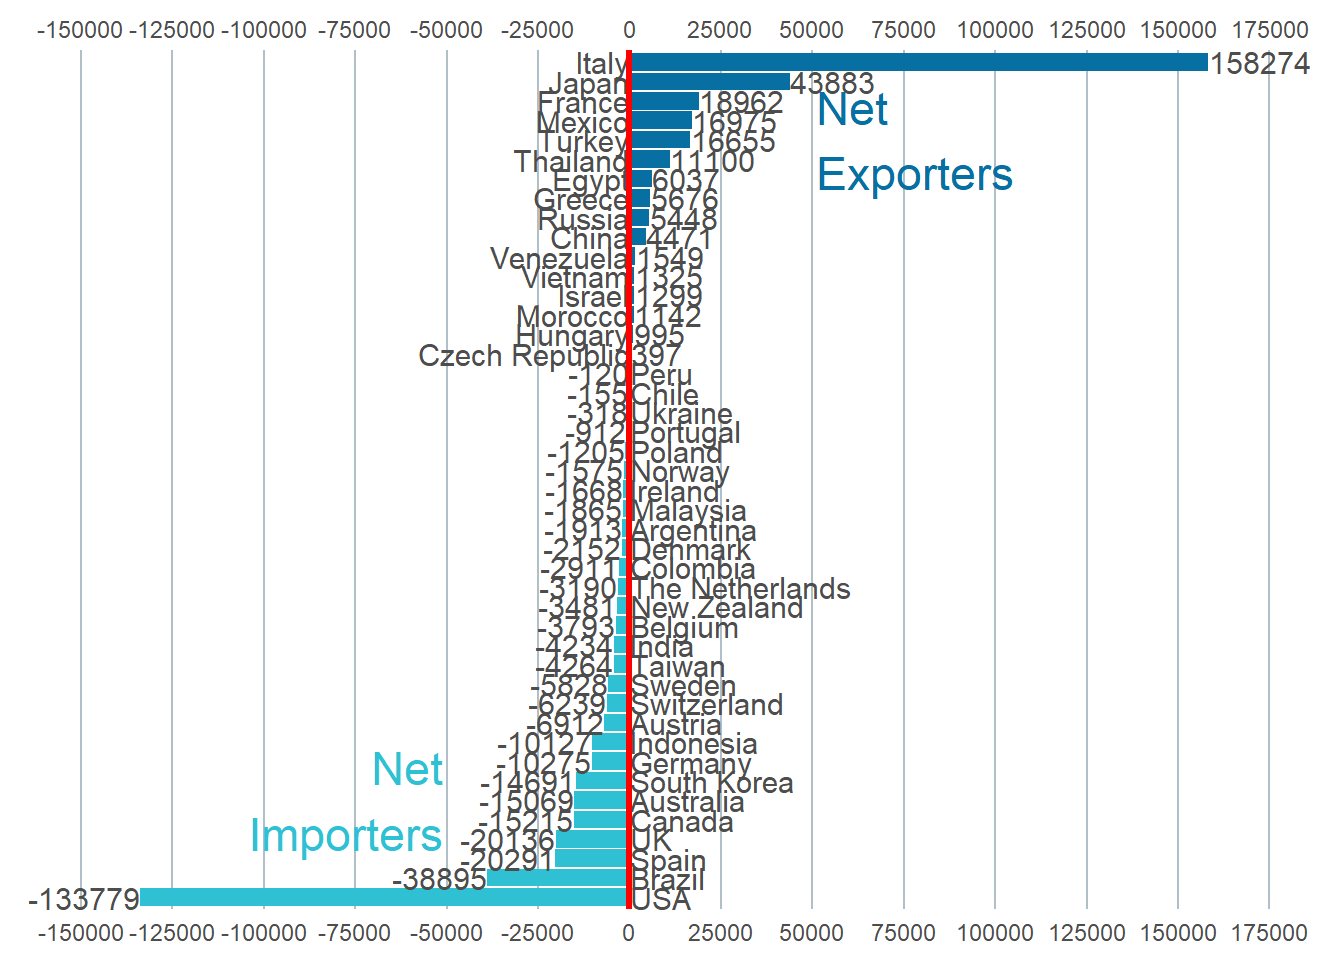 -150000 -125000 -100000 -75000 -50000 -25000 0 25000 50000 75000 100000 125000 150000 175000
Italy 158274
Japan 43883
France 18962
Net
Mexico 16975
Turkey 16655
Thailand 11100
Exporters
Egypt 6037
Greece 5676
Russia 5448
China 4471
Venezuela 1549
Vietnam 1325
Israel 1299
Morocco 1142
Hungary 995
Czech Republic 397
-120 Peru
-155 Chile
-318 Ukraine
-912 Portugal
-1205 Poland
-1575 Norway
-1668 Ireland
-1865 Malaysia
-1913 Argentina
-2152 Denmark
-2911 Colombia
-3190 The Netherlands
-3481 New Zealand
-3793 Belgium
-4234 India
-4264 Taiwan
-5828 Sweden
-6239 Switzerland
-6912 Austria
-10127 Indonesia
Net
-10275 Germany
-14691 South Korea
-15069 Australia
-15215 Canada
Importers
-20136 UK
-20291 Spain
-38895 Brazil
-133779 USA
-150000 -125000 -100000 -75000 -50000 -25000 0 25000 50000 75000 100000 125000 150000 175000